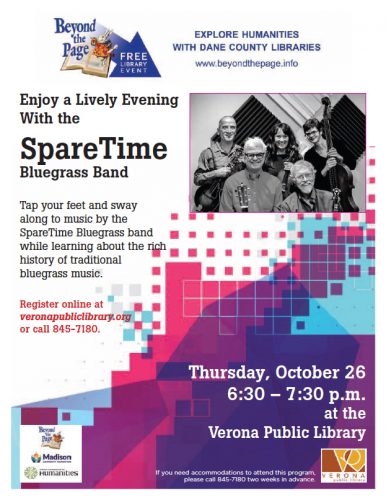 Beyond
the
Page
FREE
LIBRARY
EVENT
EXPLORE HUMANITIES
WITH DANE COUNTY LIBRARIES
www.beyondthepage.info
Enjoy a Lively Evening
With the
SpareTime
Bluegrass Band
Tap your feet and sway
along to music by the
SpareTime Bluegrass band
while learning about the rich
history of traditional
bluegrass music.
Register online at
veronapubliclibrary.org
or call 845-7180.
Thursday, October 26
6:30 – 7:30 p.m.
at the
Verona Public Library
Beyond
the
Page
Madison
Humanities
If you need accommodations to attend this program,
please call 845-7180 two weeks in advance.
VERONA
public library